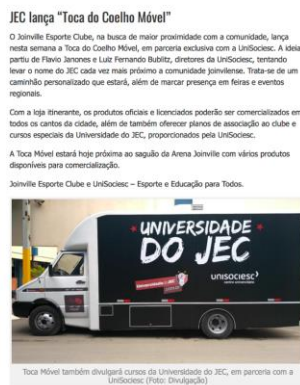 JEC lança “Toca do Coelho Móvel”
O Joinville Esporte Clube, na busca de maior proximidade com a comunidade, lança
nesta semana a Toca do Coelho Móvel, em parceria exclusiva com a UniSociesc. A ideia
partiu de Flavio Janones e Luiz Fernando Bublitz, diretores da UniSociesc, tentando
levar o nome do JEC cada vez mais próximo a comunidade joinvilense. Trata-se de um
caminhão personalizado que estará, além de marcar presença em feiras e eventos
regionais.
Com a loja itinerante, os produtos oficiais e licenciados poderão ser comercializados em
todos os cantos da cidade, além de também oferecer planos de associação ao clube e
cursos especiais da Universidade do JEC, proporcionados pela UniSociesc.
A Toca Móvel estará hoje próxima ao saguão da Arena Joinville com vários produtos
disponíveis para comercialização.
Joinville Esporte Clube e UniSociesc – Esporte e Educação para Todos.
UNIVERSIDADE
DO JEC
UNISOCIESC
Toca Móvel também divulgará cursos da Universidade do JEC, em parceria com a
UniSociesc (Foto: Divulgação)